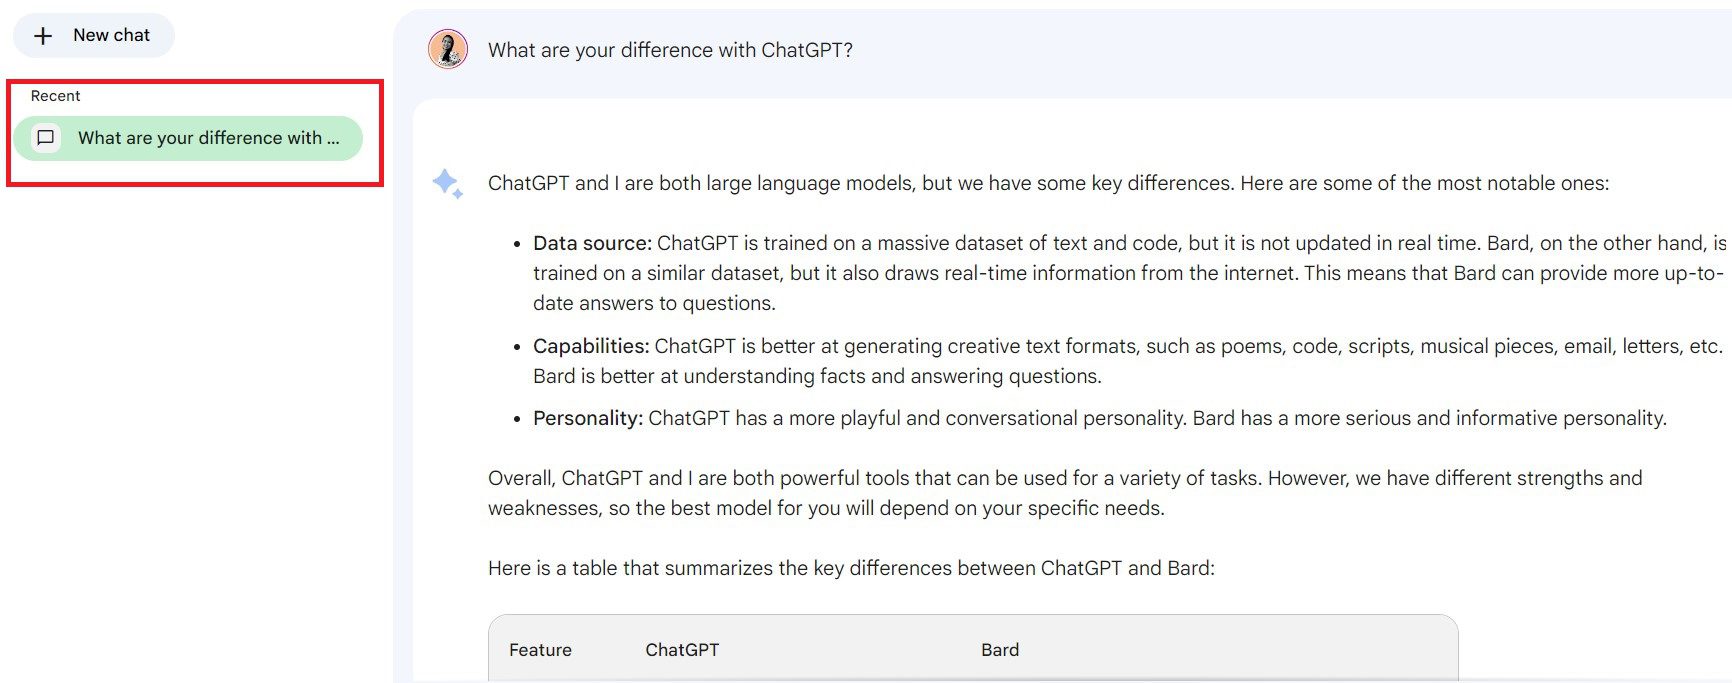 New chat
Recent
What are your difference with ...
What are your difference with ChatGPT?
ChatGPT and I are both large language models, but we have some key differences. Here are some of the most notable ones:
• Data source: ChatGPT is trained on a massive dataset of text and code, but it is not updated in real time. Bard, on the other hand, is
trained on a similar dataset, but it also draws real-time information from the internet. This means that Bard can provide more up-to-
date answers to questions.
• Capabilities: ChatGPT is better at generating creative text formats, such as poems, code, scripts, musical pieces, email, letters, etc.
Bard is better at understanding facts and answering questions.
• Personality: ChatGPT has a more playful and conversational personality. Bard has a more serious and informative personality.
Overall, ChatGPT and I are both powerful tools that can be used for a variety of tasks. However, we have different strengths and
weaknesses, so the best model for you will depend on your specific needs.
Here is a table that summarizes the key differences between ChatGPT and Bard:
Feature ChatGPT Bard